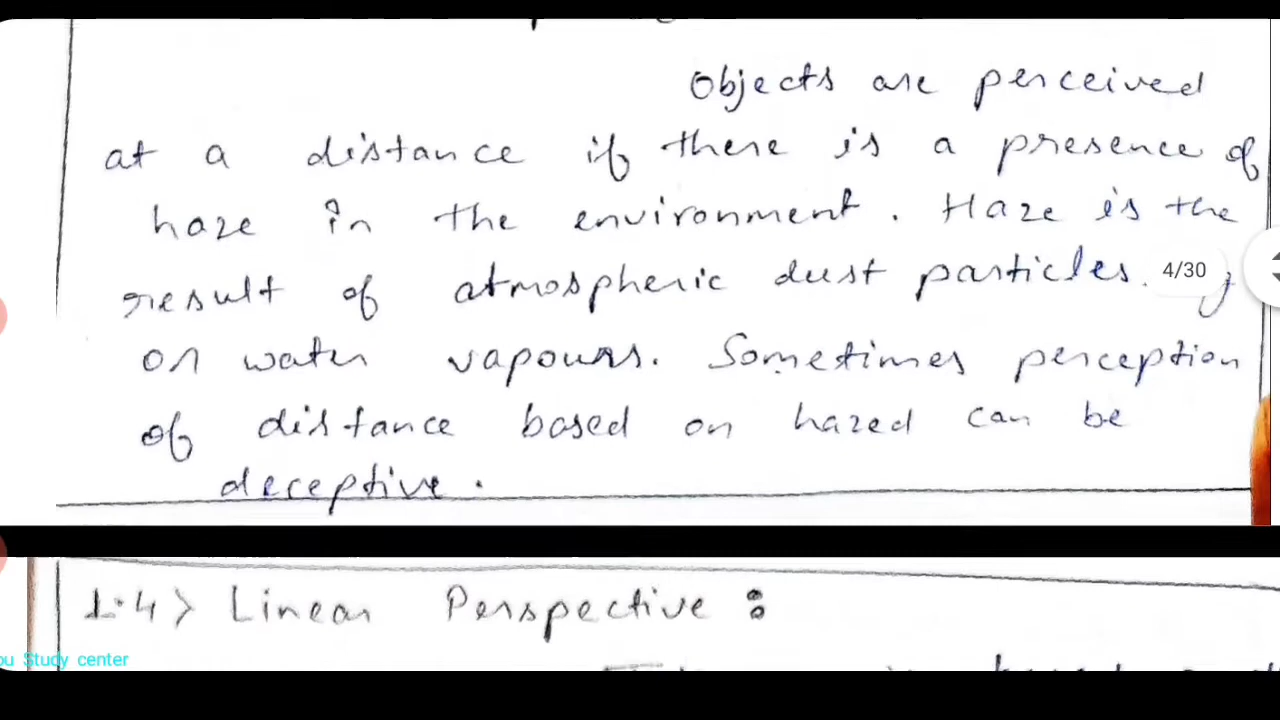 Objects are perceived
at a distance if there is a presence of
haze in the environment. Haze is the
result of atmospheric dust particles.
4/30
or water vapours. Sometimes perception
of distance based on hazed can be
deceptive.
1.4> Linear Perspective :
ou Study center